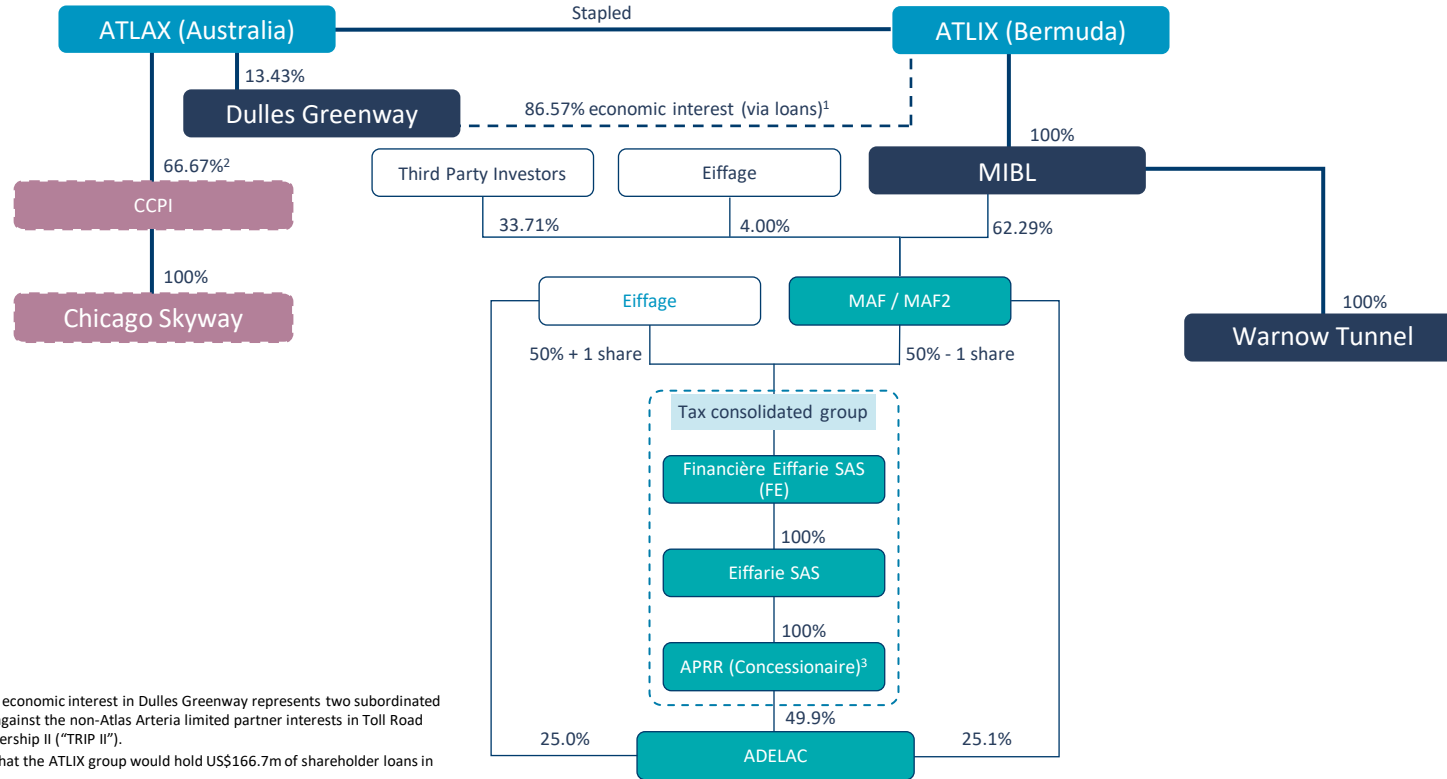 Stapled
ATLAX (Australia)
ATLIX (Bermuda)
13.43%
Dulles Greenway
86.57% economic interest (via loans)¹
100%
66.67%²
Third Party Investors
Eiffage
MIBL
CCPI
33.71%
4.00%
62.29%
100%
Eiffage
MAF / MAF2
Chicago Skyway
100%
Warnow Tunnel
50% + 1 share
50% - 1 share
Tax consolidated group
Financière Eiffarie SAS
(FE)
100%
Eiffarie SAS
100%
APRR (Concessionaire)³
economic interest in Dulles Greenway represents two subordinated
against the non-Atlas Arteria limited partner interests in Toll Road
ership II (“TRIP II”).
hat the ATLIX group would hold US$166.7m of shareholder loans in
49.9%
25.0%
ADELAC
25.1%